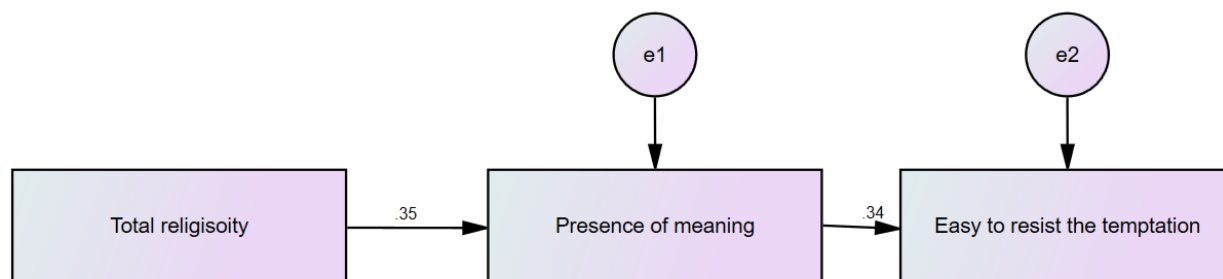 e1
e2
Total religisoity
.35
Presence of meaning
.34
Easy to resist the temptation